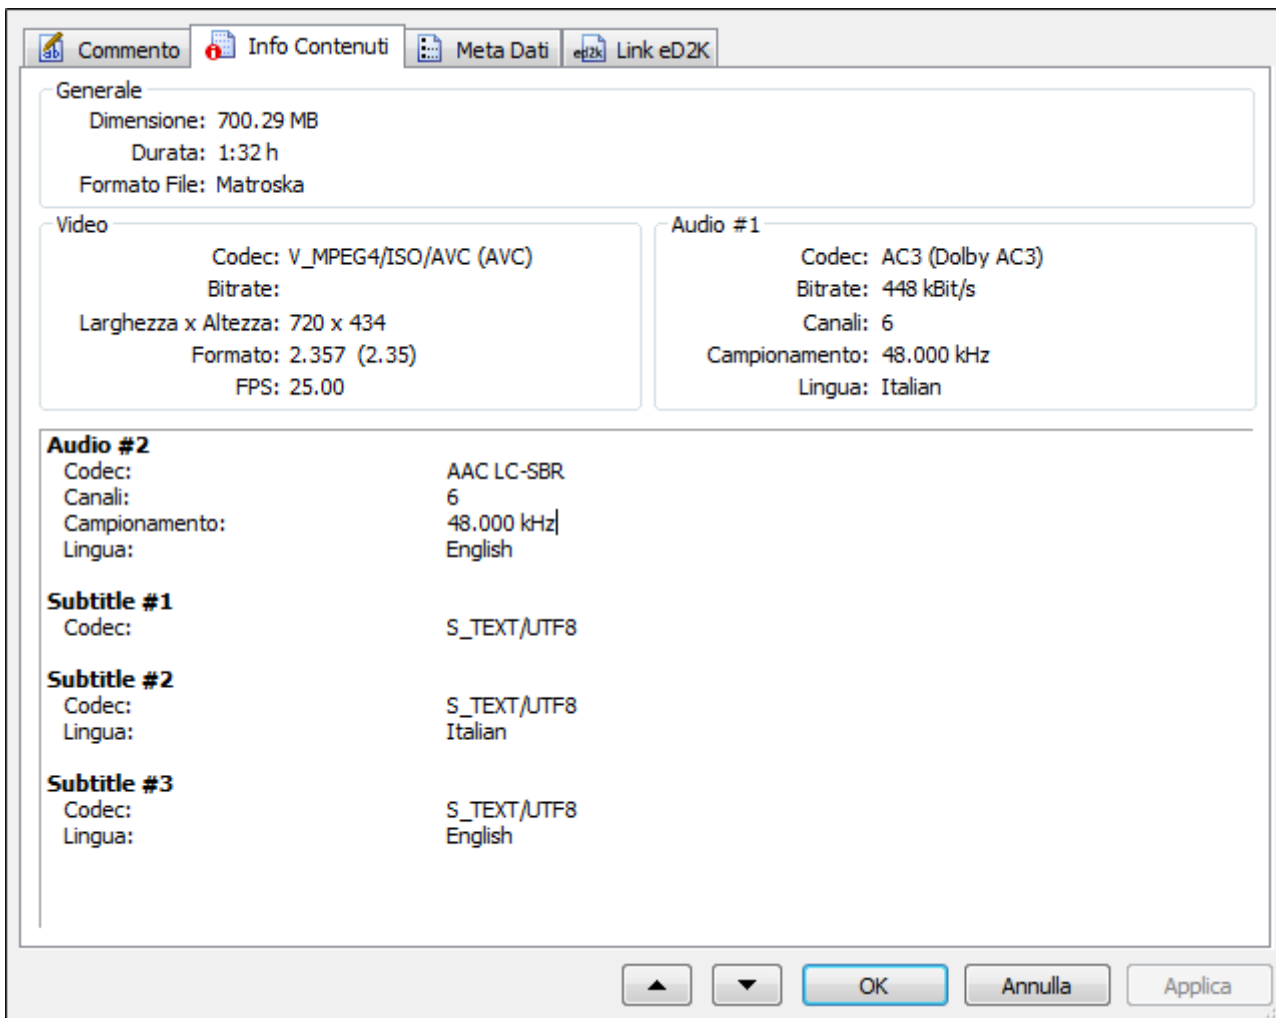 Commento Info Contenuti Meta Dati ed2k Link eD2K
Generale
Dimensione: 700.29 MB
Durata: 1:32 h
Formato File: Matroska
Video
Codec: V_MPEG4/ISO/AVC (AVC)
Bitrate:
Larghezza x Altezza: 720 x 434
Formato: 2.357 (2.35)
FPS: 25.00
Audio #1
Codec: AC3 (Dolby AC3)
Bitrate: 448 kBit/s
Canali: 6
Campionamento: 48.000 kHz
Lingua: Italian
Audio #2
Codec: AAC LC-SBR
Canali: 6
Campionamento: 48.000 kHz
Lingua: English
Subtitle #1
Codec: S_TEXT/UTF8
Subtitle #2
Codec: S_TEXT/UTF8
Lingua: Italian
Subtitle #3
Codec: S_TEXT/UTF8
Lingua: English
OK Annulla Applica